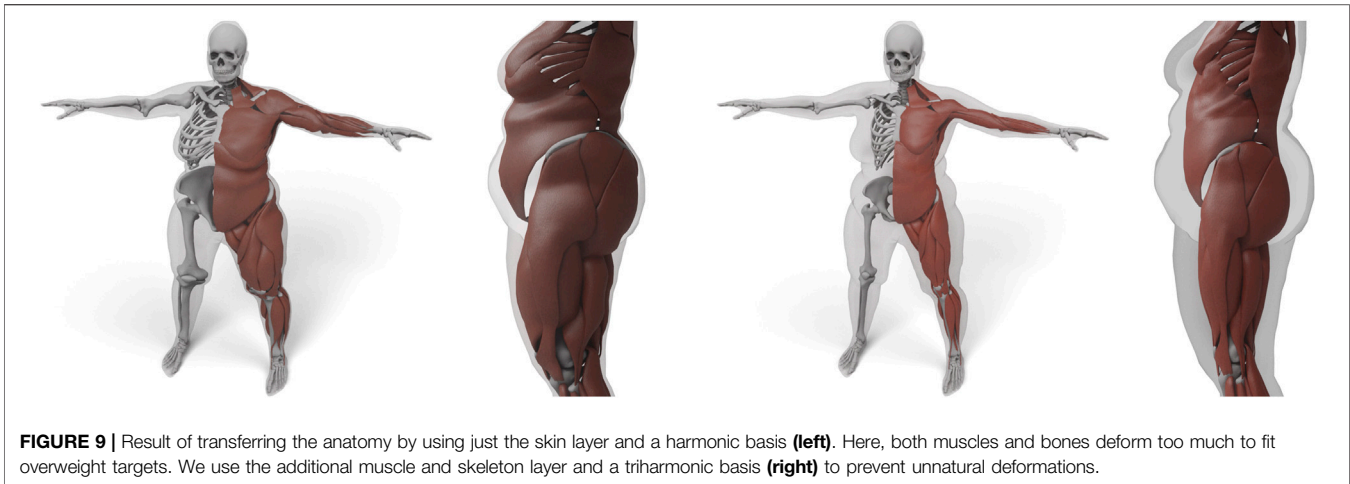 FIGURE 9 | Result of transferring the anatomy by using just the skin layer and a harmonic basis (left). Here, both muscles and bones deform too much to fit
overweight targets. We use the additional muscle and skeleton layer and a triharmonic basis (right) to prevent unnatural deformations.